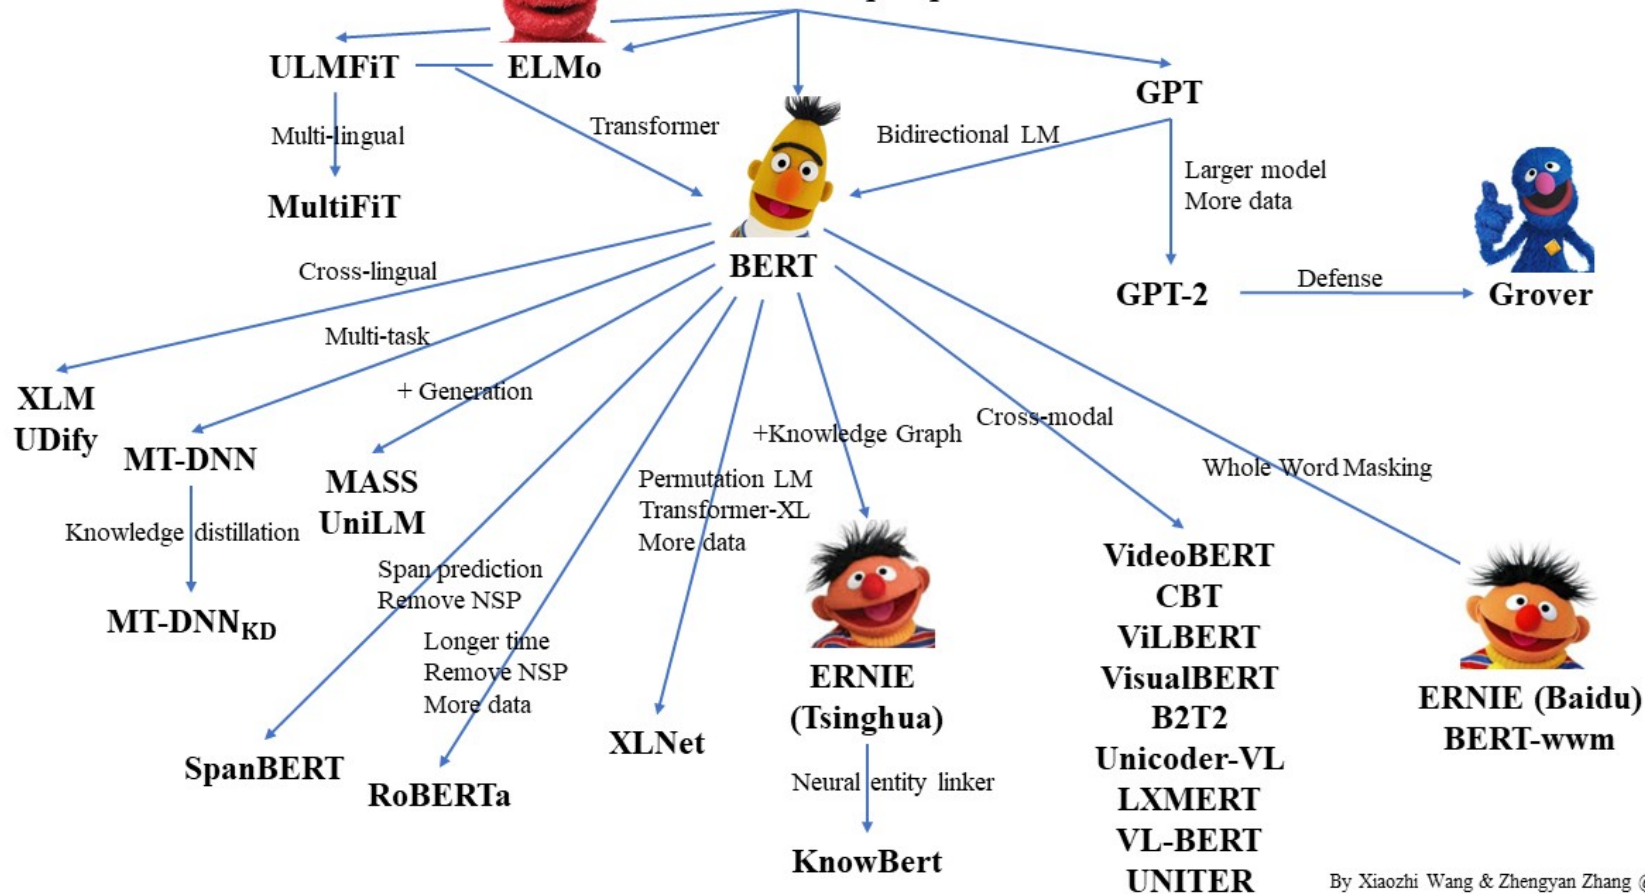 ULMFiT
ELMo
GPT
Multi-lingual
Transformer
Bidirectional LM
Larger model
More data
MultiFiT
BERT
Cross-lingual
GPT-2
Defense
Grover
Multi-task
+ Generation
XLM
UDify
MT-DNN
MASS
UniLM
+Knowledge Graph
Cross-modal
Whole Word Masking
Permutation LM
Transformer-XL
More data
Knowledge distillation
MT-DNNKD
Span prediction
Remove NSP
Longer time
Remove NSP
More data
SpanBERT
RoBERTa
XLNet
ERNIE
(Tsinghua)
Neural entity linker
KnowBert
VideoBERT
CBT
ViLBERT
VisualBERT
B2T2
Unicoder-VL
LXMERT
VL-BERT
UNITER
ERNIE (Baidu)
BERT-wwm
By Xiaozhi Wang & Zhengyan Zhang @